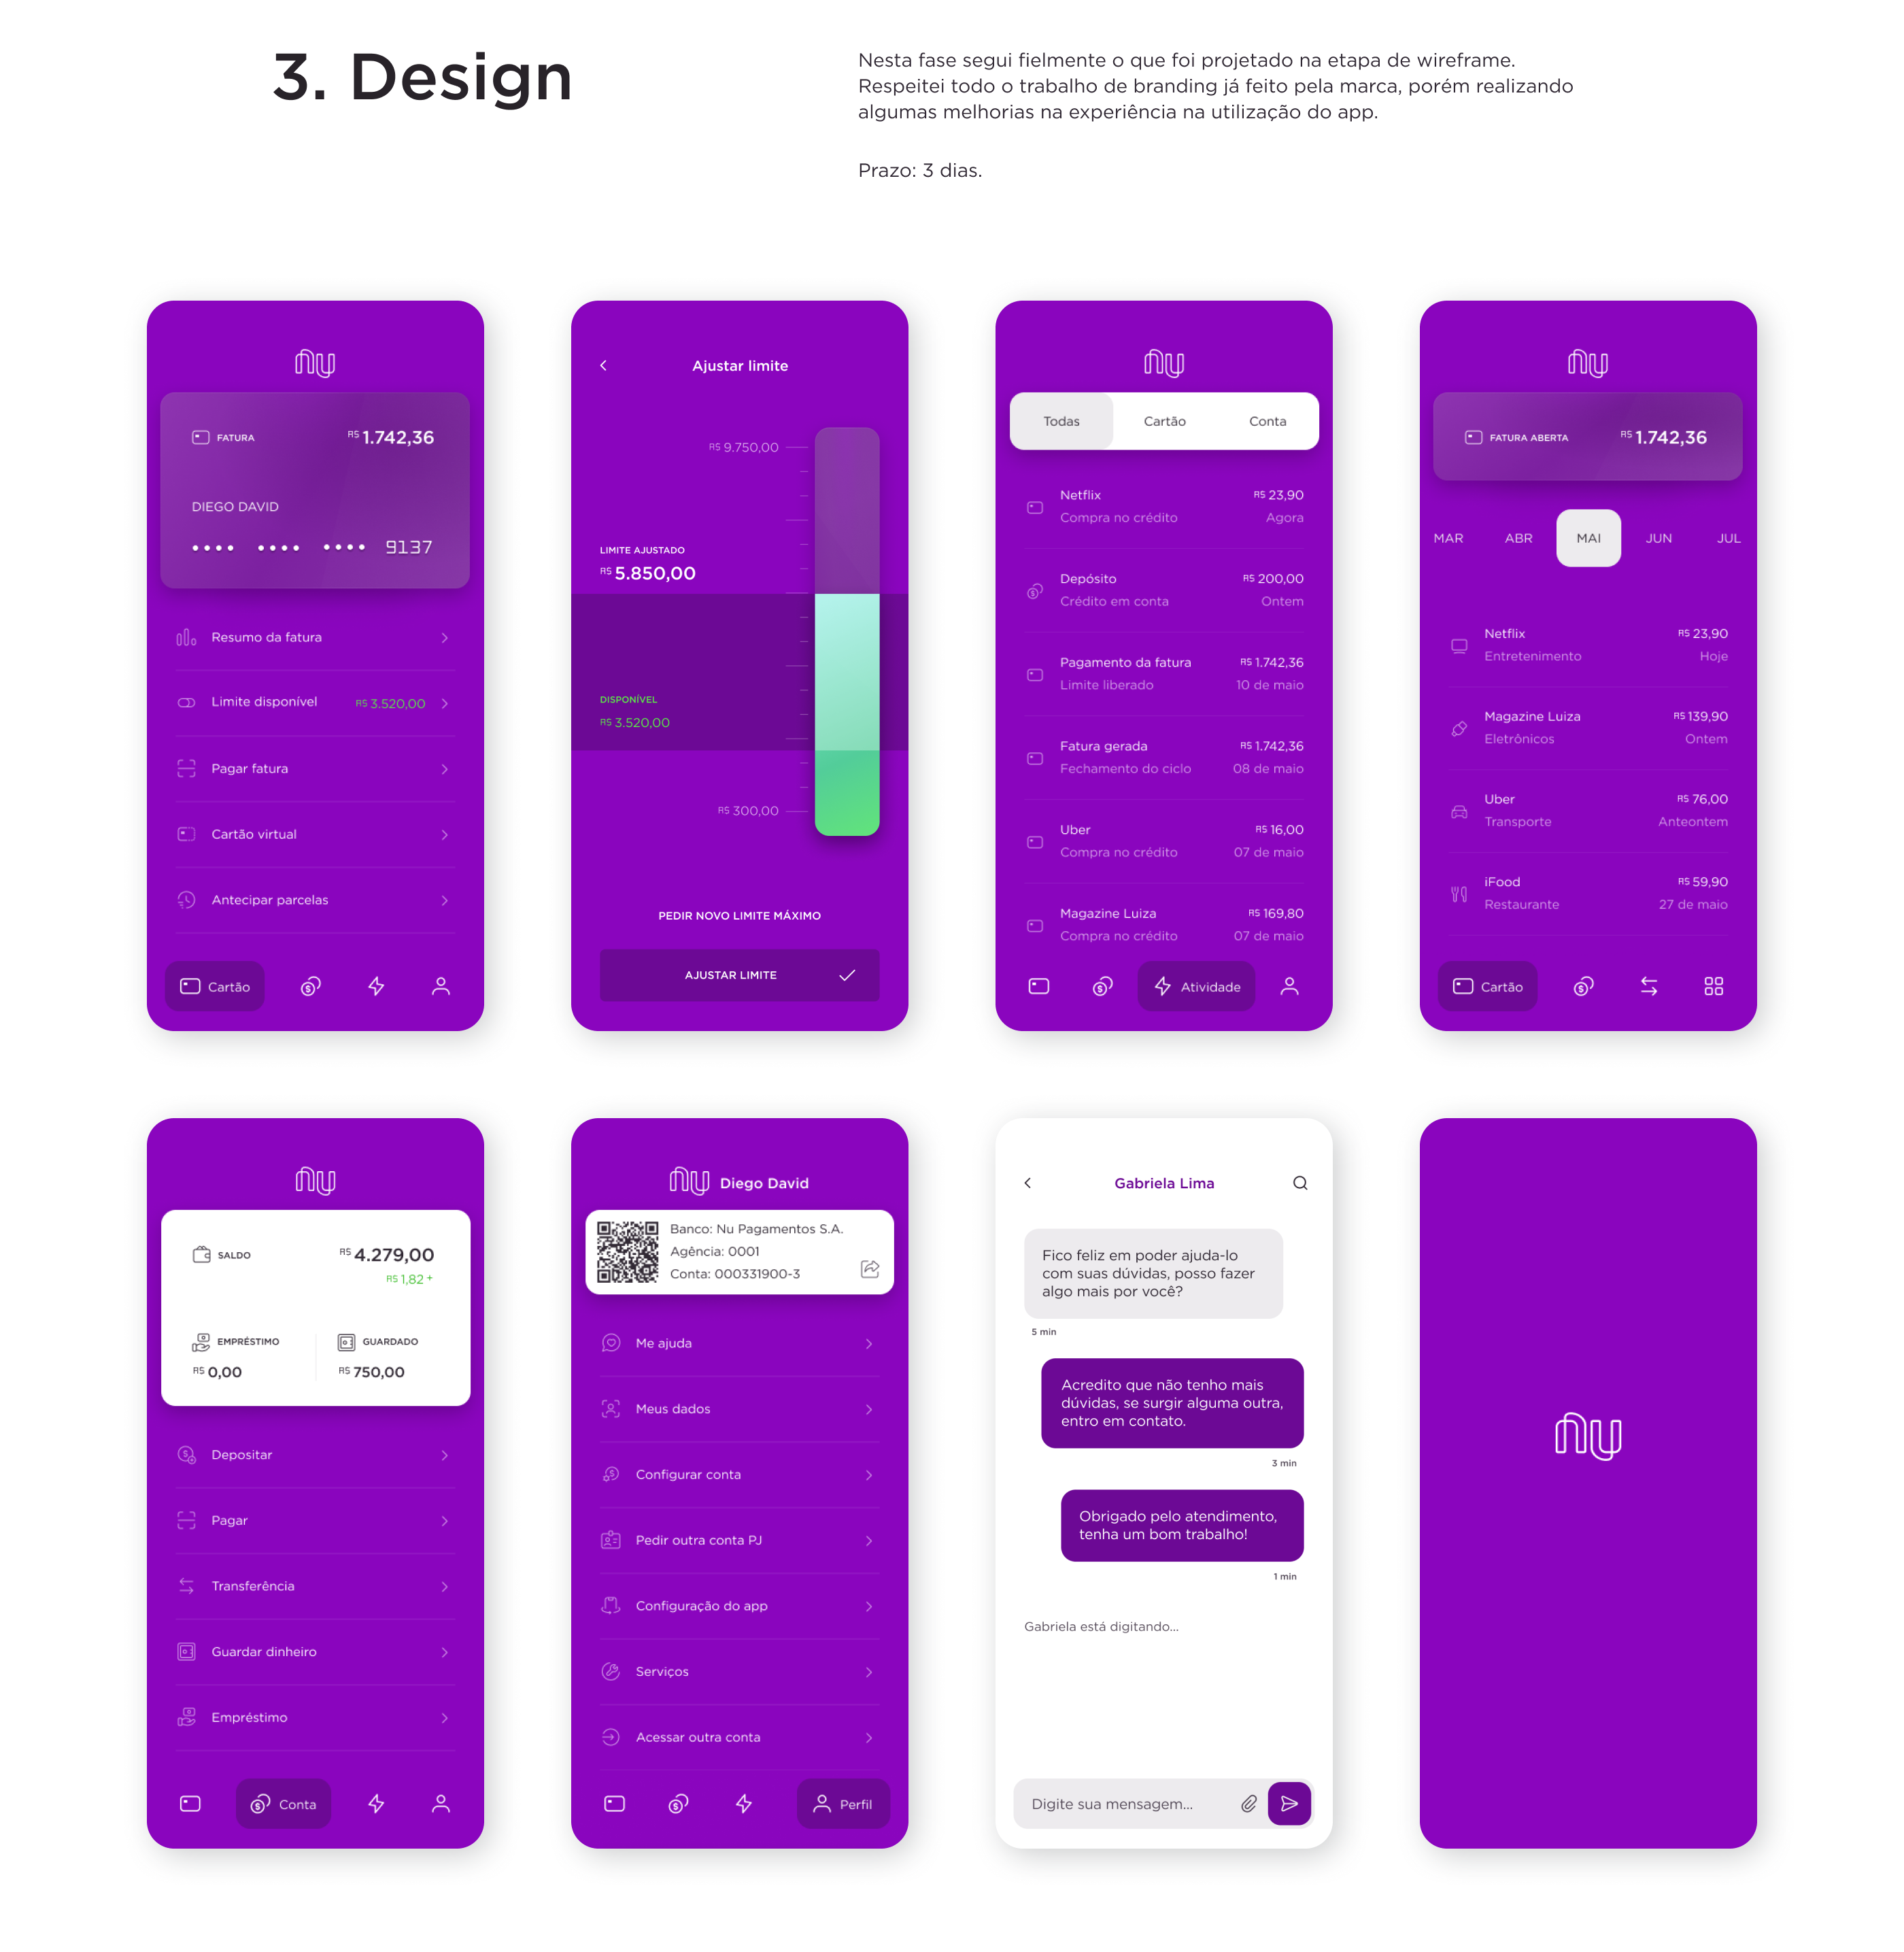 3. Design
Nesta fase segui fielmente o que foi projetado na etapa de wireframe.
Respeitei todo o trabalho de branding já feito pela marca, porém realizando
algumas melhorias na experiência na utilização do app.
Prazo: 3 dias.
nu
FATURA
R$ 1.742,36
DIEGO DAVID
•••• •••• •••• 9137
Resumo da fatura
Limite disponível R$ 3.520,00
Pagar fatura
Cartão virtual
Antecipar parcelas
Cartão
Ajustar limite
R$ 9.750,00
LIMITE AJUSTADO
R$ 5.850,00
DISPONÍVEL
R$ 3.520,00
R$ 300,00
PEDIR NOVO LIMITE MÁXIMO
AJUSTAR LIMITE
nu
Todas Cartão Conta
Netflix R$ 23,90
Compra no crédito Agora
Depósito R$ 200,00
Crédito em conta Ontem
Pagamento da fatura R$ 1.742,36
Limite liberado 10 de maio
Fatura gerada R$ 1.742,36
Fechamento do ciclo 08 de maio
Uber R$ 16,00
Compra no crédito 07 de maio
Magazine Luiza R$ 169,80
Compra no crédito 07 de maio
Atividade
nu
FATURA ABERTA R$ 1.742,36
MAR ABR MAI JUN JUL
Netflix R$ 23,90
Entretenimento Hoje
Magazine Luiza R$ 139,90
Eletrônicos Ontem
Uber R$ 76,00
Transporte Anteontem
iFood R$ 59,90
Restaurante 27 de maio
Cartão
nu
SALDO R$ 4.279,00
R$ 1,82 +
EMPRÉSTIMO GUARDADO
R$ 0,00 R$ 750,00
Depositar
Pagar
Transferência
Guardar dinheiro
Empréstimo
Conta
nu Diego David
Banco: Nu Pagamentos S.A.
Agência: 0001
Conta: 000331900-3
Me ajuda
Meus dados
Configurar conta
Pedir outra conta PJ
Configuração do app
Serviços
Acessar outra conta
Perfil
Gabriela Lima
Fico feliz em poder ajuda-lo
com suas dúvidas, posso fazer
algo mais por você?
5 min
Acredito que não tenho mais
dúvidas, se surgir alguma outra,
entro em contato.
3 min
Obrigado pelo atendimento,
tenha um bom trabalho!
1 min
Gabriela está digitando...
Digite sua mensagem...
nu